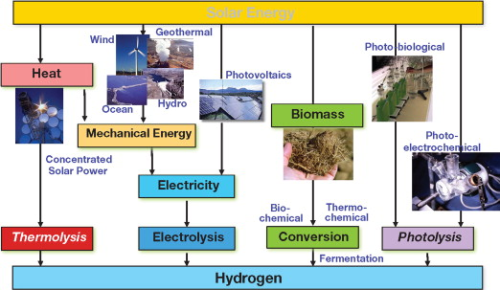 Solar Energy
Wind
Geothermal
Photo-biological
Heat
Photovoltaics
Ocean
Hydro
Biomass
Mechanical Energy
Photo-
electrochemical
Concentrated
Solar Power
Electricity
Bio-
chemical
Thermo-
chemical
Thermolysis
Electrolysis
Conversion
Photolysis
Fermentation
Hydrogen